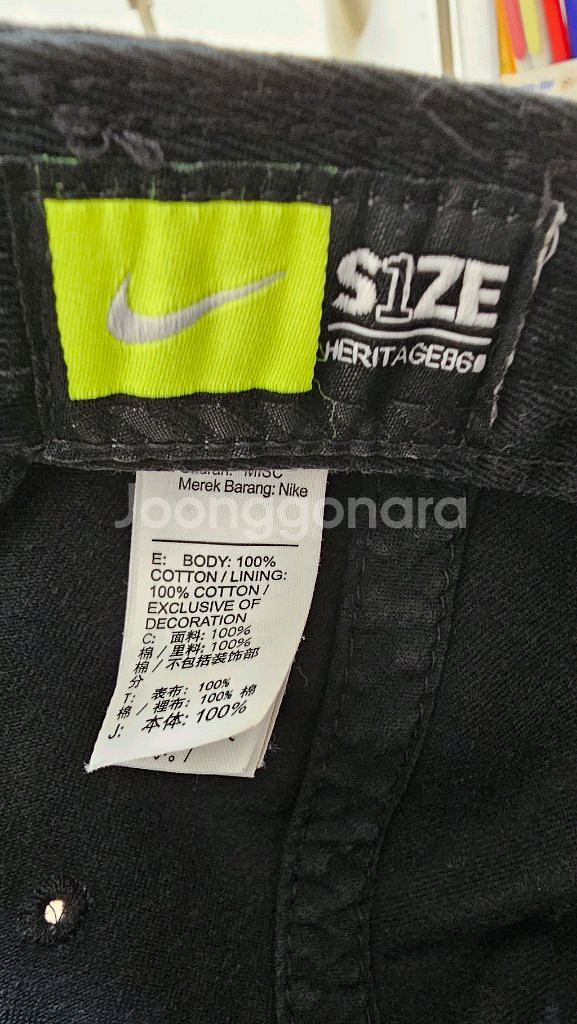 S1ZE
HERITAGE86
MISC
Merek Barang: Nike
Joonggonara
E: BODY: 100%
COTTON / LINING:
100% COTTON /
EXCLUSIVE OF
DECORATION
C: 面料: 100%
棉 / 里料: 100%
棉 / 不包括装饰部
分
T: 表布: 100%
棉 / 裡布: 100% 棉
J: 本体: 100%